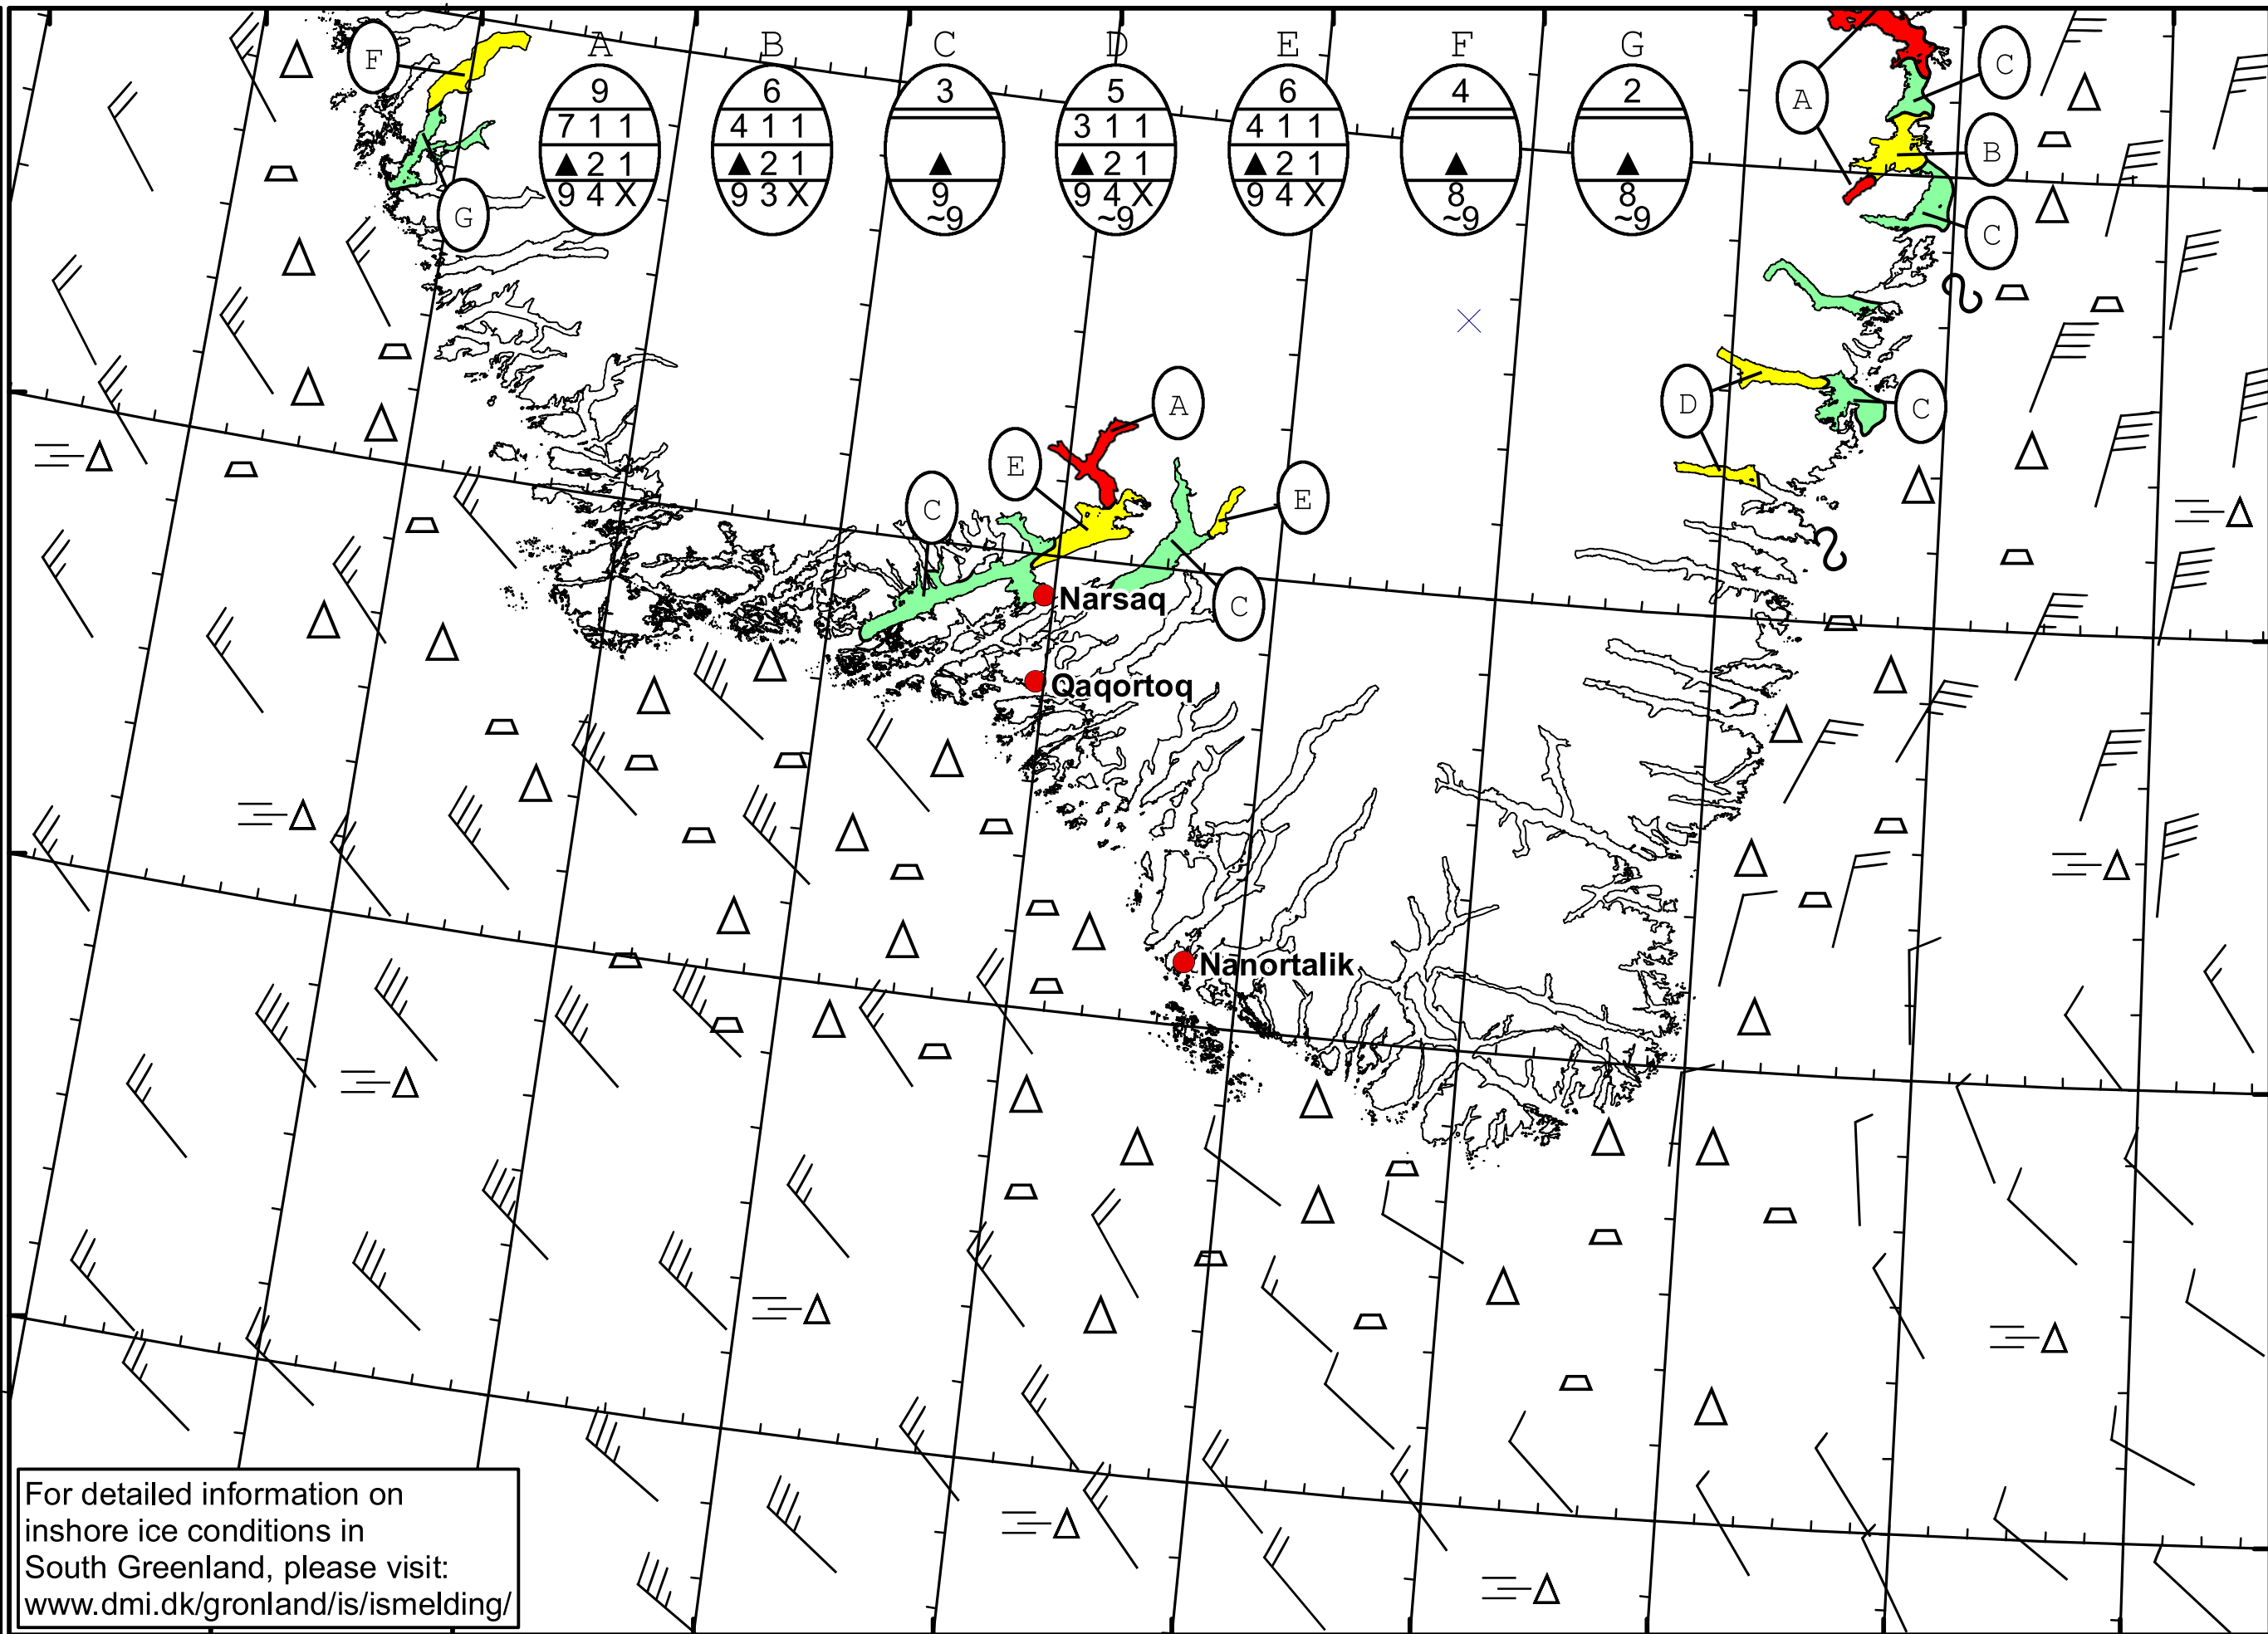 A B C D E F G
9 6 3 5 6 4 2
7 1 1 4 1 1 3 1 1 4 1 1
▲ 2 1 ▲ 2 1 ▲ ▲ 2 1 ▲ 2 1 ▲ ▲
9 4 X 9 3 X 9 9 4 X 9 4 X 8 8
~9 ~9 ~9 ~9
F
G
A
C
B
C
D
C
A
E
E
C
C
Narsaq
Qaqortoq
Nanortalik
For detailed information on
inshore ice conditions in
South Greenland, please visit:
www.dmi.dk/gronland/is/ismelding/